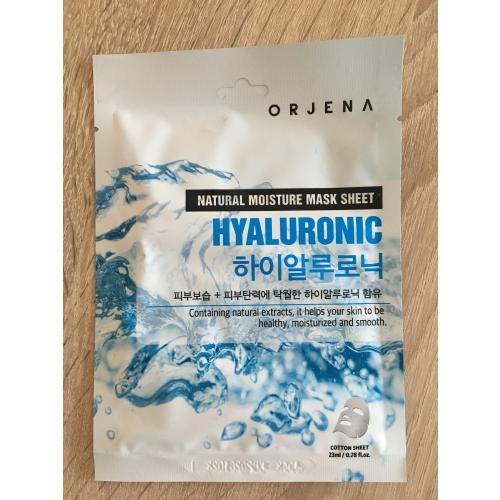 ORJENA
NATURAL MOISTURE MASK SHEET
HYALURONIC
하이알루로닉
피부보습 + 피부탄력에 탁월한 하이알루로닉 함유
Containing natural extracts, it helps your skin to be
healthy, moisturized and smooth.
COTTON SHEET
23ml / 0.78 fl.oz.